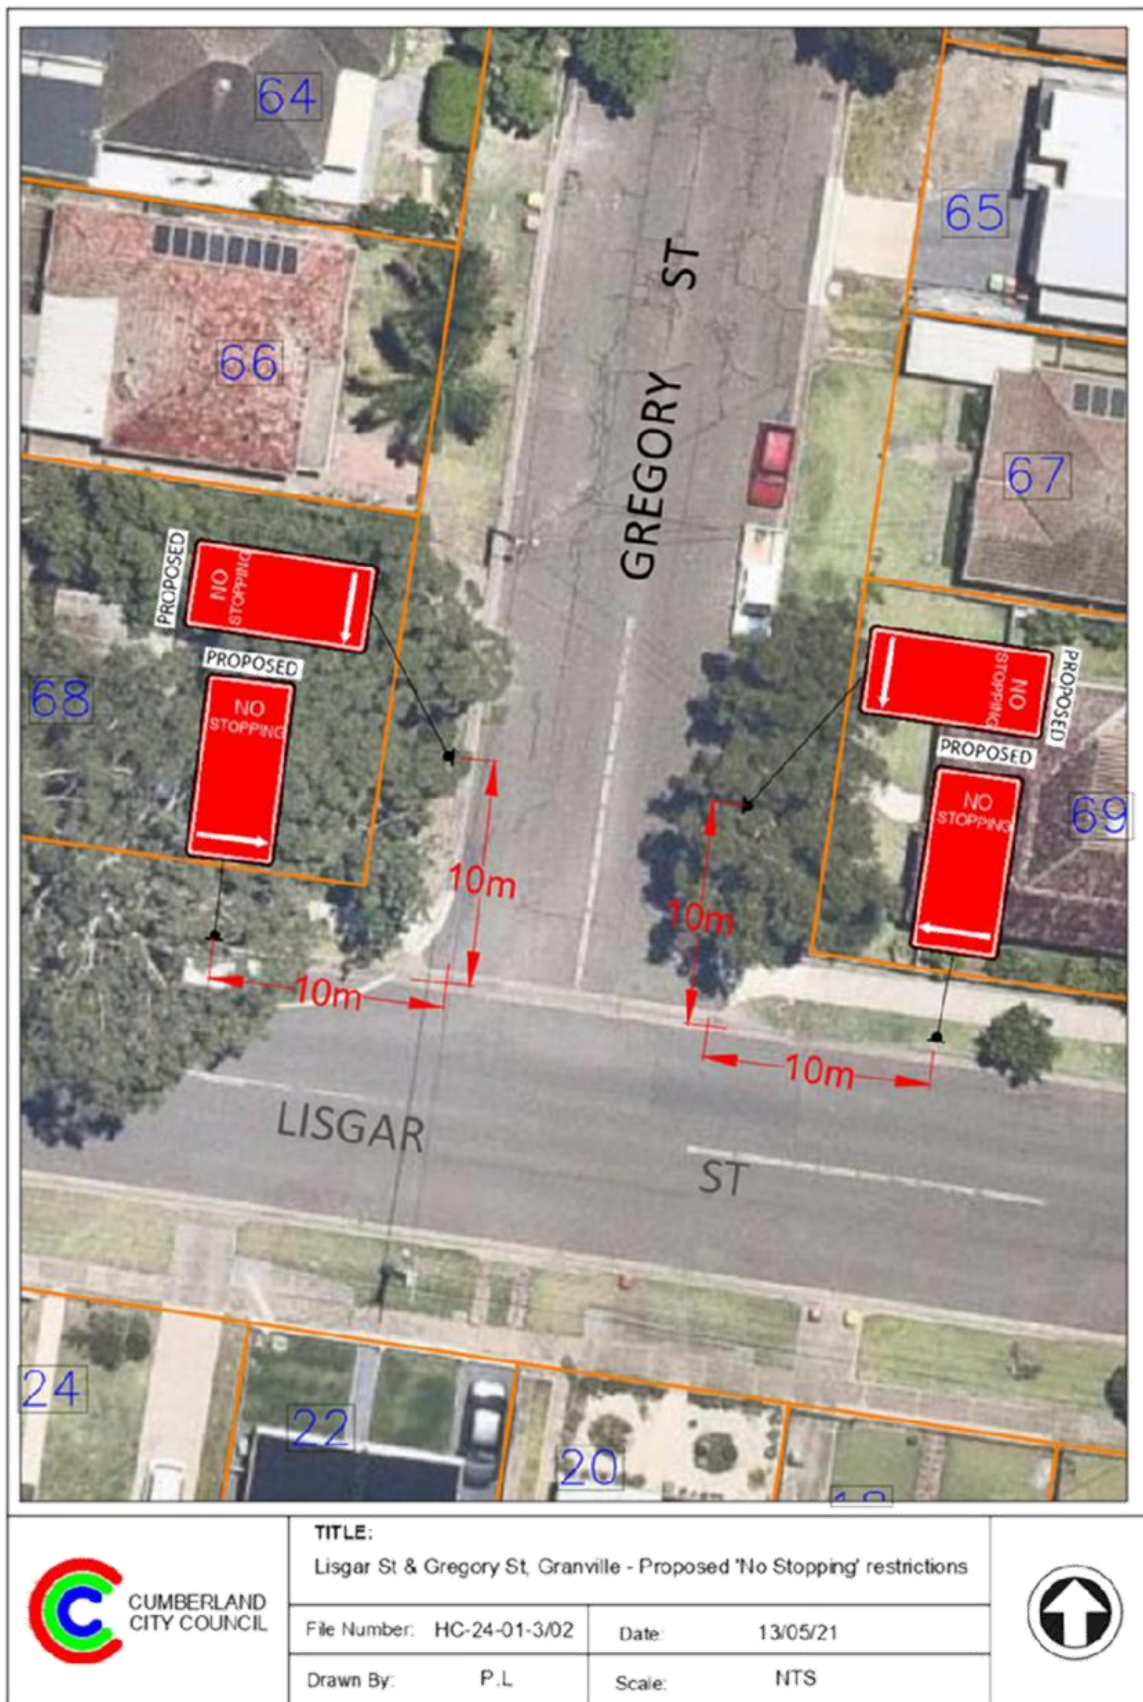 64
65
GREGORY ST
66
67
PROPOSED
NO
STOPPING
PROPOSED
NO
STOPPING
68
PROPOSED
NO
STOPPING
PROPOSED
NO
STOPPING
69
10m
10m
10m
10m
LISGAR ST
24
22
20
TITLE:
Lisgar St & Gregory St, Granville - Proposed 'No Stopping' restrictions
CUMBERLAND
CITY COUNCIL
File Number: HC-24-01-3/02
Date: 13/05/21
Drawn By: P.L
Scale: NTS